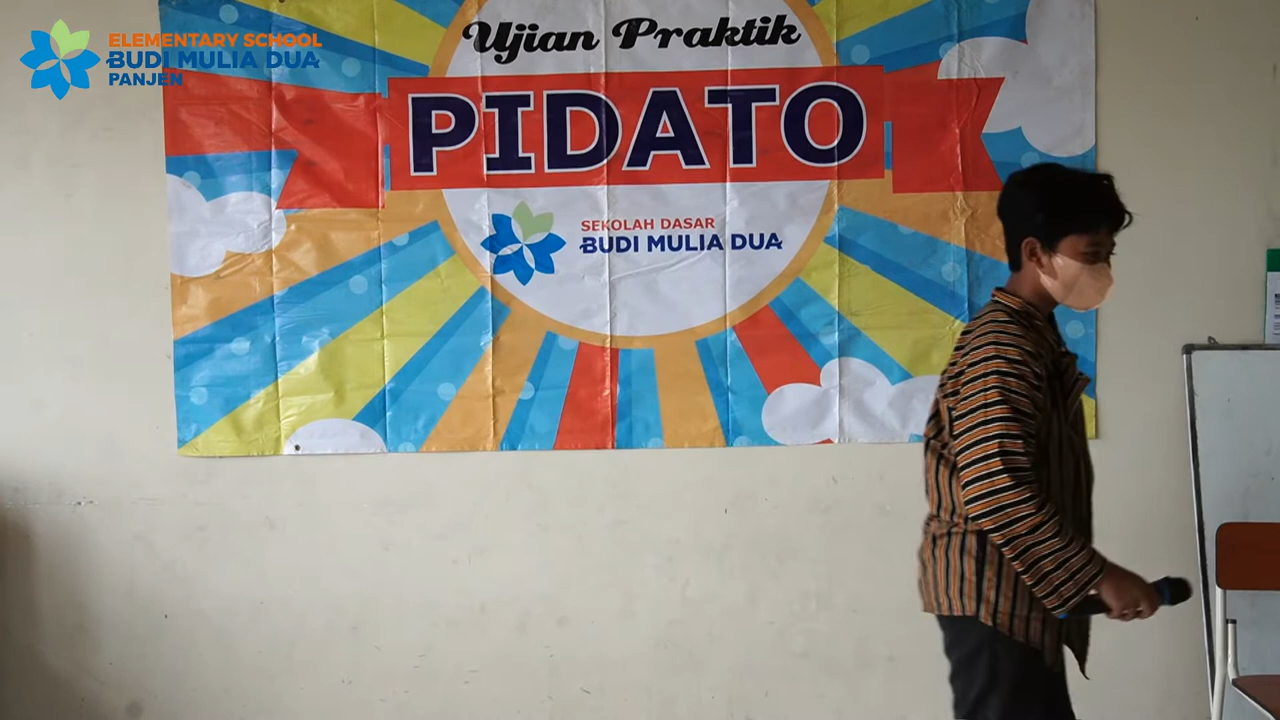 ELEMENTARY SCHOOL
BUDI MULIA DUA
PANJEN
Ujian Praktik
PIDATO
SEKOLAH DASAR
BUDI MULIA DUA